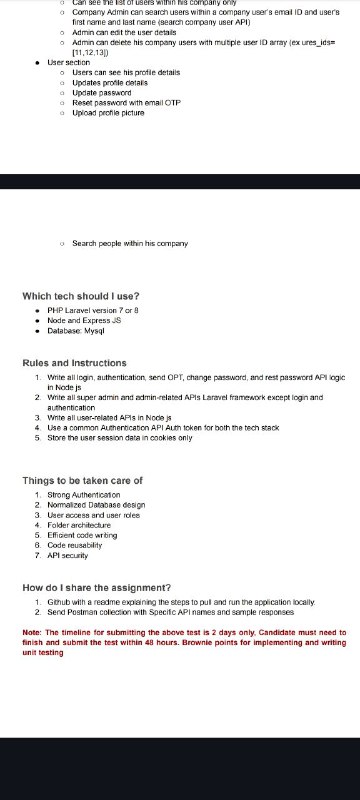 Can see the list of users within his company only
Company Admin can search users within a company user's email ID and user's
first name and last name (search company user API)
Admin can edit the user details
Admin can delete his company users with multiple user ID array (ex ures_ids=
[11,12,13])
User section
Users can see his profile details
Updates profile details
Update password
Reset password with email OTP
Upload profile picture
Search people within his company
Which tech should I use?
PHP Laravel version 7 or 8
Node and Express JS
Database: Mysql
Rules and Instructions
1. Write all login, authentication, send OPT, change password, and rest password API logic
in Node js
2. Write all super admin and admin-related APIs Laravel framework except login and
authentication
3. Write all user-related APIs in Node js
4. Use a common Authentication API Auth token for both the tech stack
5. Store the user session data in cookies only
Things to be taken care of
1. Strong Authentication
2. Normalized Database design
3. User access and user roles
4. Folder architecture
5. Efficient code writing
6. Code reusability
7. API security
How do I share the assignment?
1. Github with a readme explaining the steps to pull and run the application locally
2. Send Postman collection with Specific API names and sample responses
Note: The timeline for submitting the above test is 2 days only, Candidate must need to
finish and submit the test within 48 hours. Brownie points for implementing and writing
unit testing